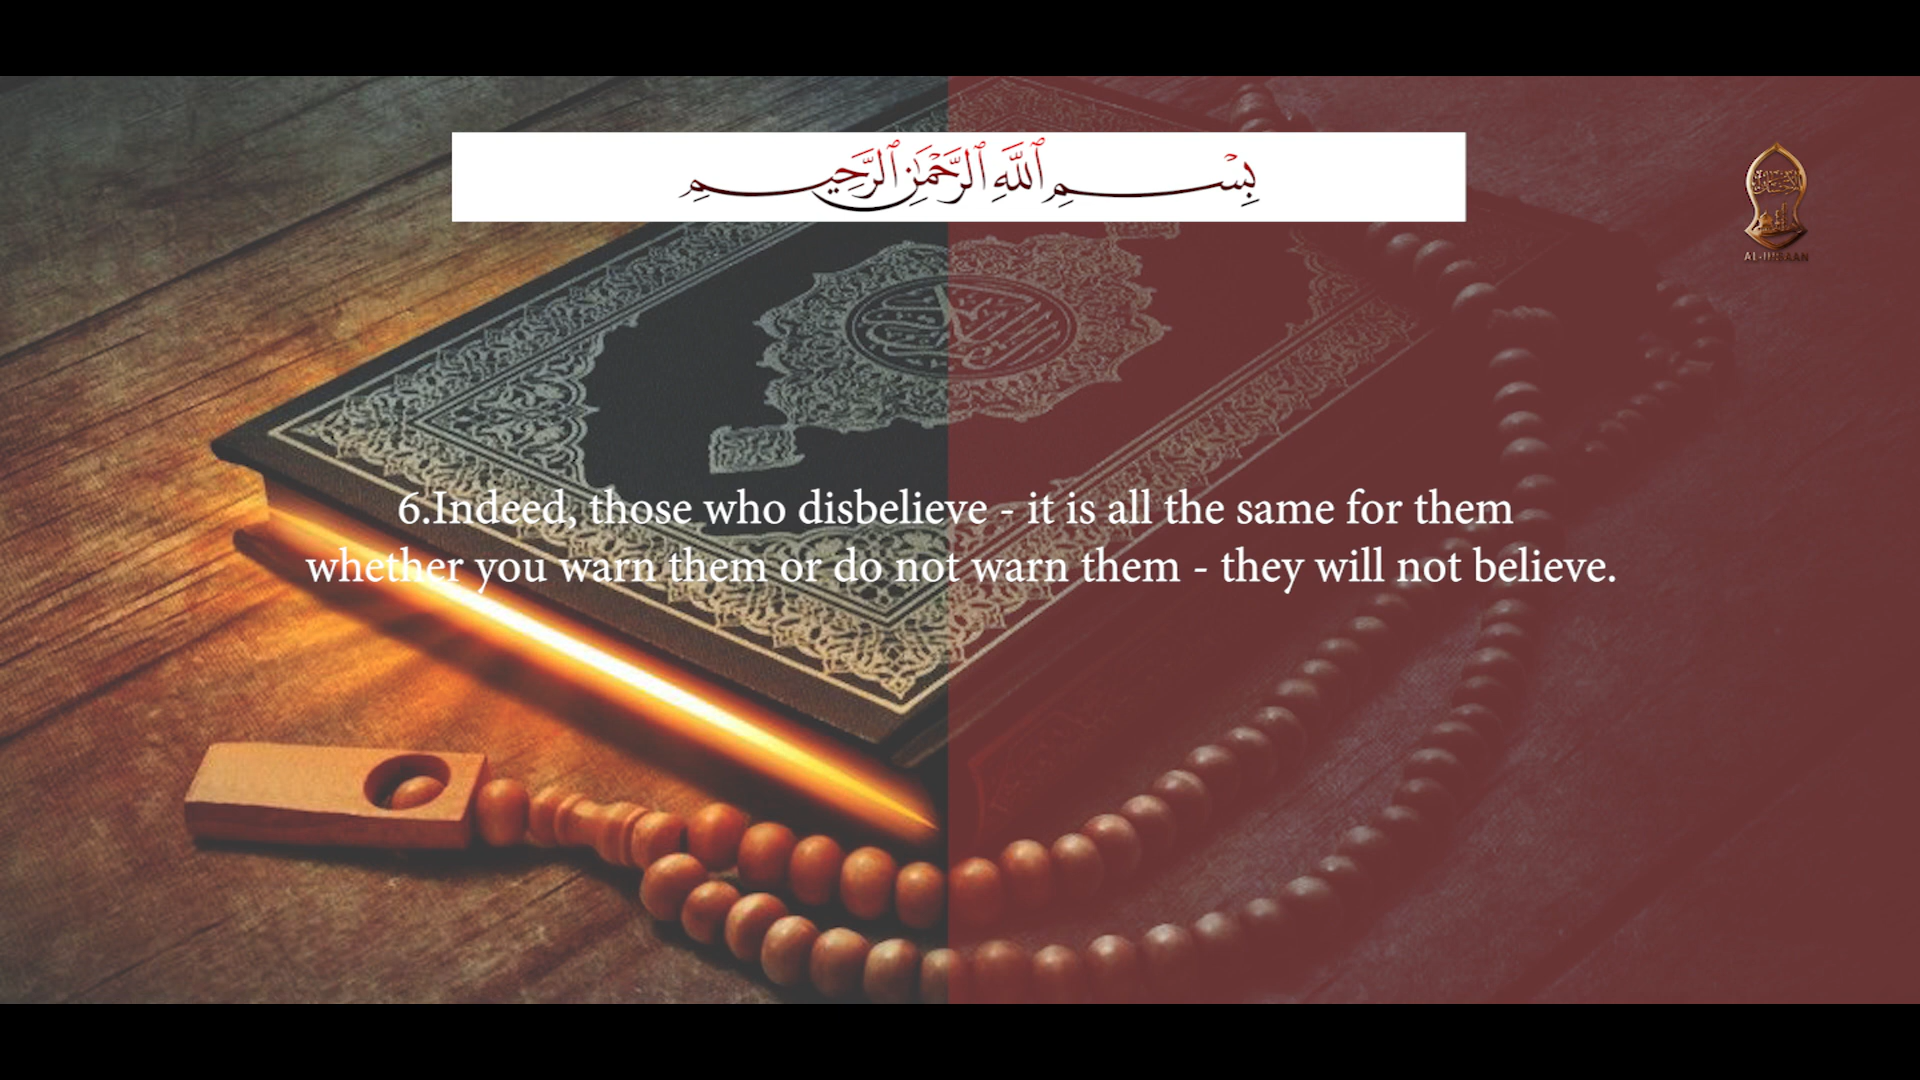 بِسْمِ ٱللَّهِ ٱلرَّحْمَٰنِ ٱلرَّحِيمِ
6.Indeed, those who disbelieve - it is all the same for them
whether you warn them or do not warn them - they will not believe.